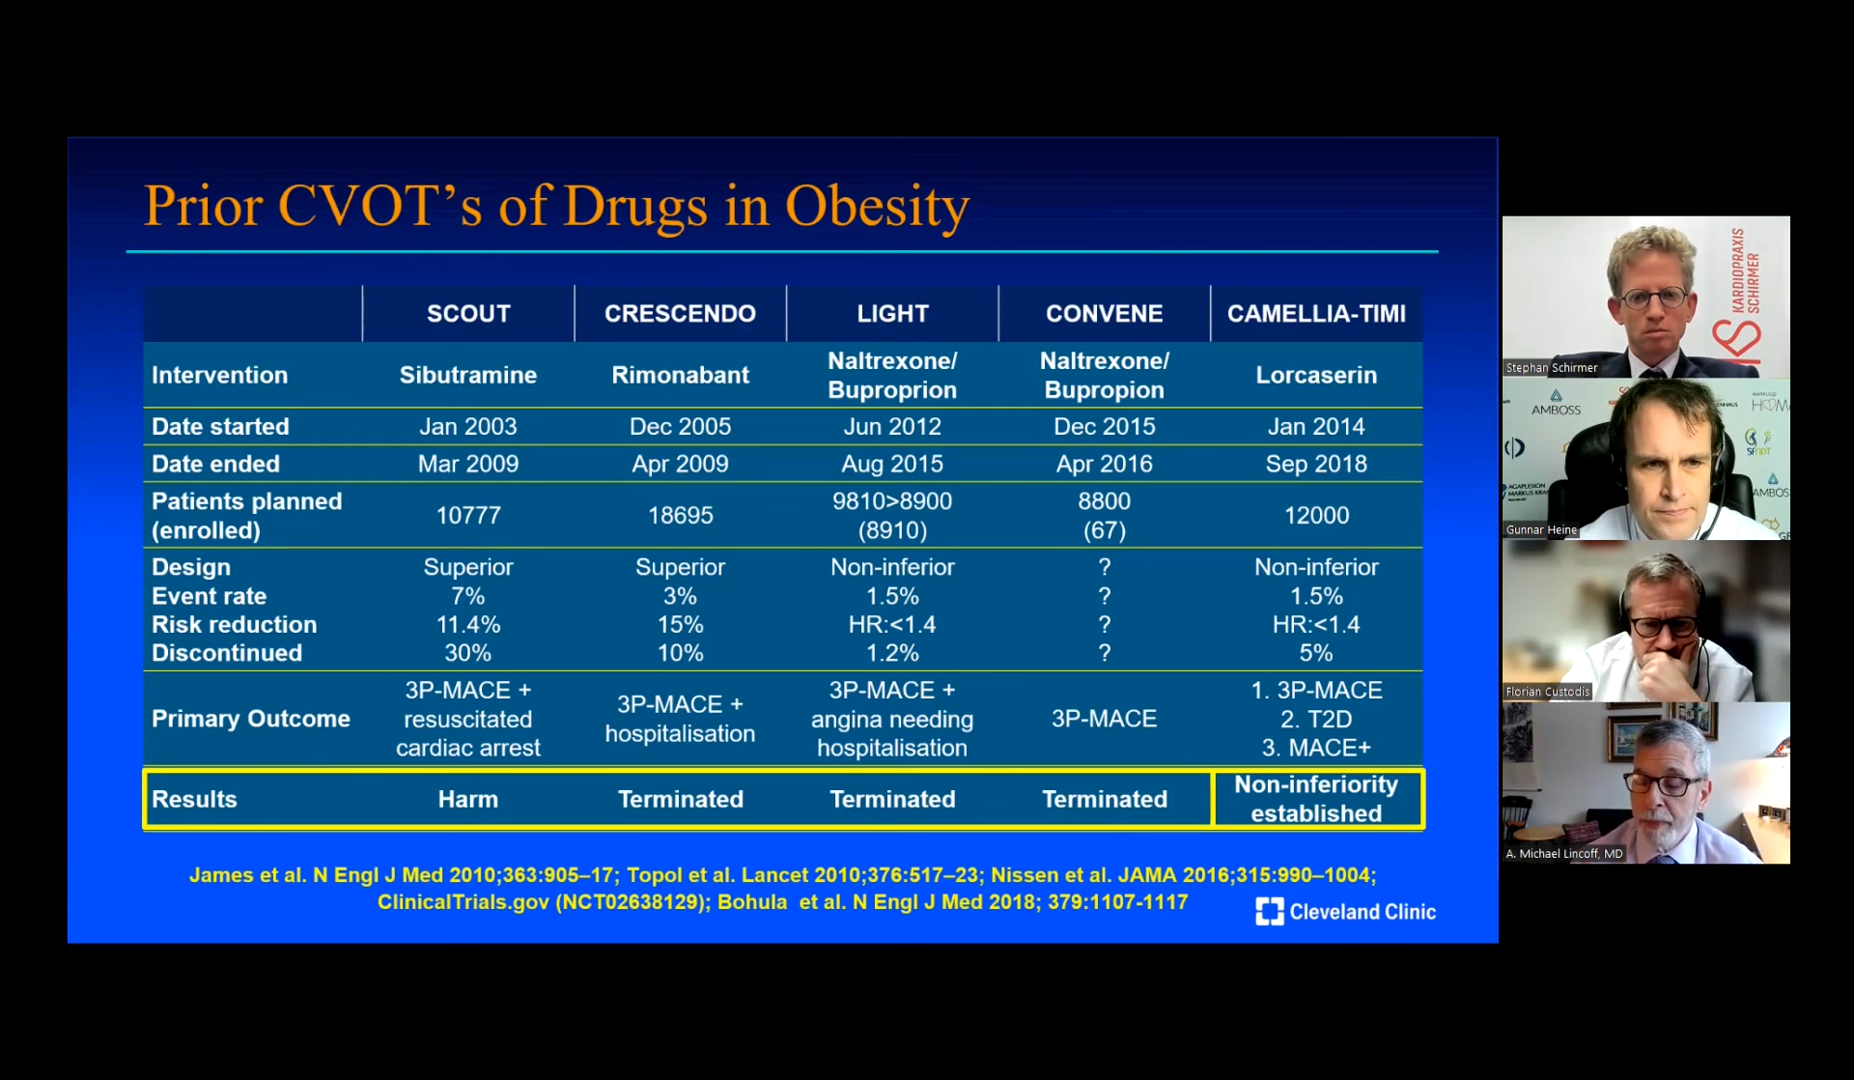 Prior CVOT's of Drugs in Obesity
SCOUT CRESCENDO LIGHT CONVENE CAMELLIA-TIMI
Intervention Sibutramine Rimonabant Naltrexone/ Buproprion Naltrexone/ Bupropion Lorcaserin
Date started Jan 2003 Dec 2005 Jun 2012 Dec 2015 Jan 2014
Date ended Mar 2009 Apr 2009 Aug 2015 Apr 2016 Sep 2018
Patients planned (enrolled) 10777 18695 9810>8900 (8910) 8800 (67) 12000
Design Superior Superior Non-inferior ? Non-inferior
Event rate 7% 3% 1.5% ? 1.5%
Risk reduction 11.4% 15% HR:<1.4 ? HR:<1.4
Discontinued 30% 10% 1.2% ? 5%
Primary Outcome 3P-MACE + resuscitated cardiac arrest 3P-MACE + hospitalisation 3P-MACE + angina needing hospitalisation 3P-MACE 1. 3P-MACE 2. T2D 3. MACE+
Results Harm Terminated Terminated Terminated Non-inferiority established
James et al. N Engl J Med 2010;363:905–17; Topol et al. Lancet 2010;376:517–23; Nissen et al. JAMA 2016;315:990–1004;
ClinicalTrials.gov (NCT02638129); Bohula et al. N Engl J Med 2018; 379:1107-1117
Cleveland Clinic
KARDIOPRAXIS
SCHIRMER
KS
Stephan Schirmer
AMBOSS
AGAPLESION
AMBOSS
Gunnar Heine
Florian Custodis
A. Michael Lincoff, MD